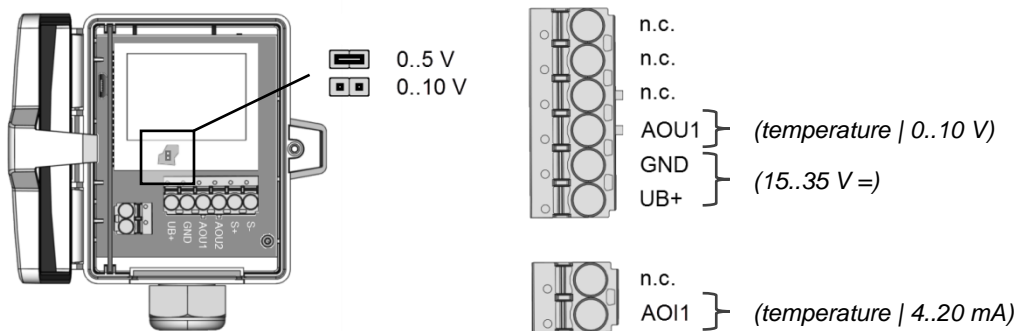 0..5 V
0..10 V
UB+
GND
AOU1
AOU2
S+
S-
n.c.
n.c.
n.c.
AOU1 (temperature | 0..10 V)
GND
(15..35 V =)
UB+
n.c.
AOI1 (temperature | 4..20 mA)